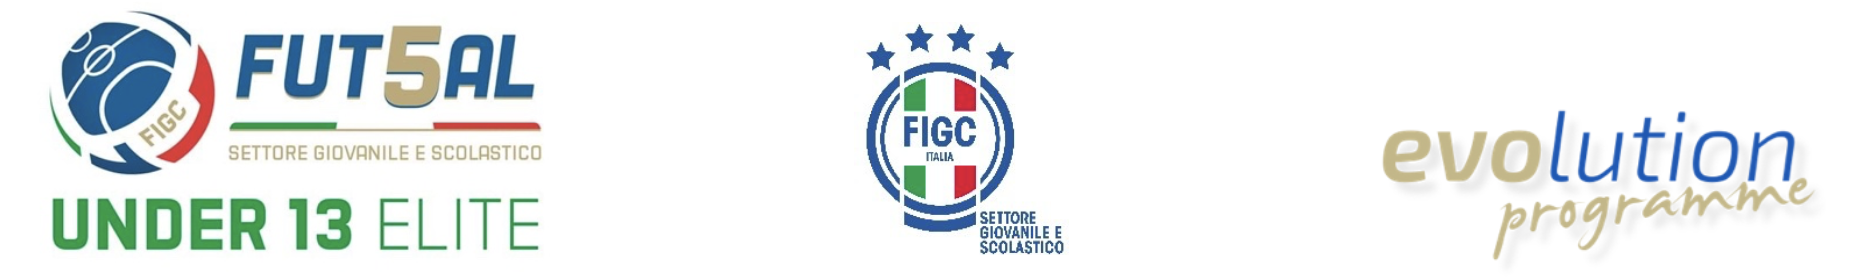 FUT5AL
FIGC
SETTORE GIOVANILE E SCOLASTICO
UNDER 13 ELITE
FIGC
ITALIA
SETTORE
GIOVANILE E
SCOLASTICO
evolution
programme